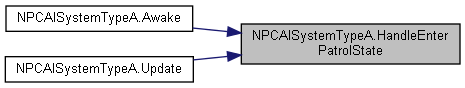 NPCAISystemTypeA.Awake
NPCAISystemTypeA.Update
NPCAISystemTypeA.HandleEnter
PatrolState